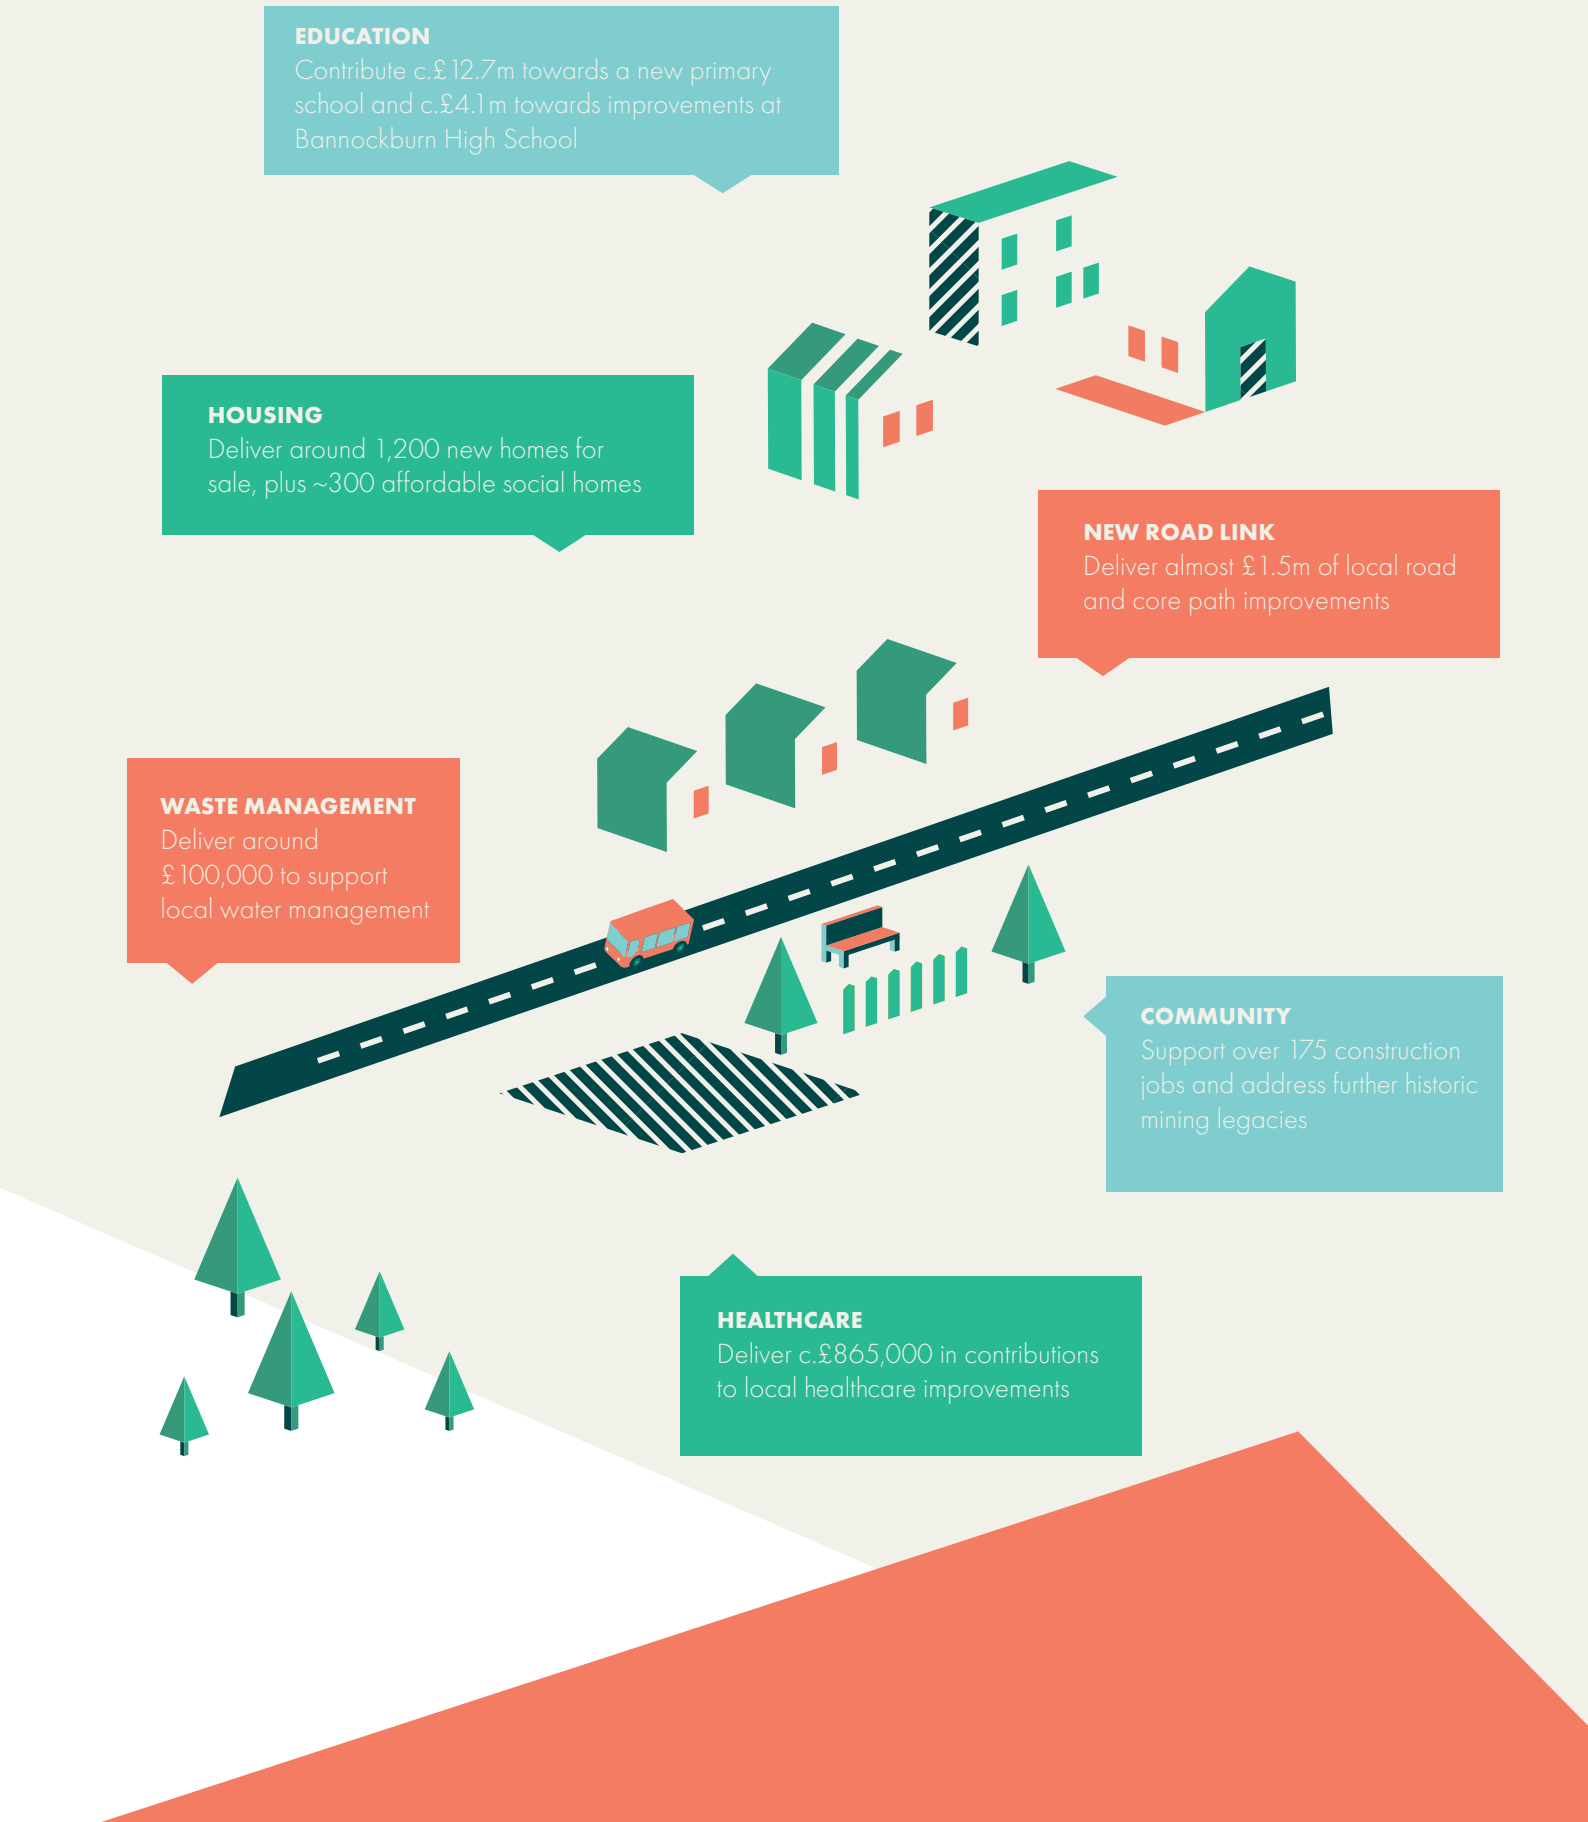 EDUCATION
Contribute c.£12.7m towards a new primary
school and c.£4.1m towards improvements at
Bannockburn High School
HOUSING
Deliver around 1,200 new homes for
sale, plus ~300 affordable social homes
NEW ROAD LINK
Deliver almost £1.5m of local road
and core path improvements
WASTE MANAGEMENT
Deliver around
£100,000 to support
local water management
COMMUNITY
Support over 175 construction
jobs and address further historic
mining legacies
HEALTHCARE
Deliver c.£865,000 in contributions
to local healthcare improvements